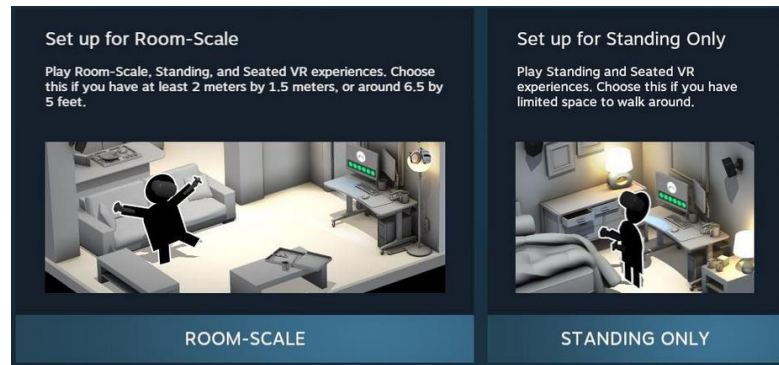 Set up for Room-Scale
Play Room-Scale, Standing, and Seated VR experiences. Choose
this if you have at least 2 meters by 1.5 meters, or around 6.5 by
5 feet.
ROOM-SCALE
Set up for Standing Only
Play Standing and Seated VR
experiences. Choose this if you have
limited space to walk around.
STANDING ONLY